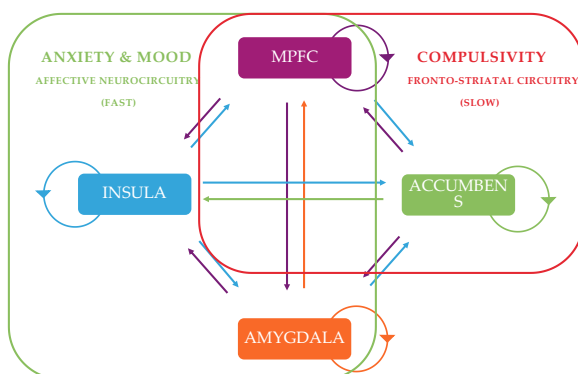 ANXIETY & MOOD
AFFECTIVE NEUROCIRCUITRY
(FAST)
MPFC
COMPULSIVITY
FRONTO-STRIATAL CIRCUITRY
(SLOW)
INSULA
ACCUMBEN
S
AMYGDALA